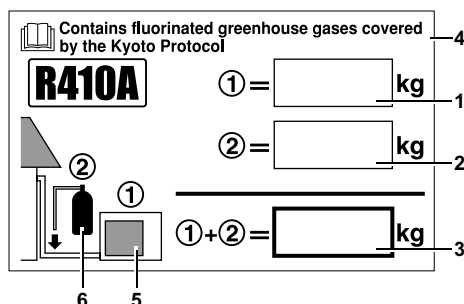 Contains fluorinated greenhouse gases covered
by the Kyoto Protocol
4
R410A
①= kg
1
②= kg
2
②
①
①+②= kg
3
6 5